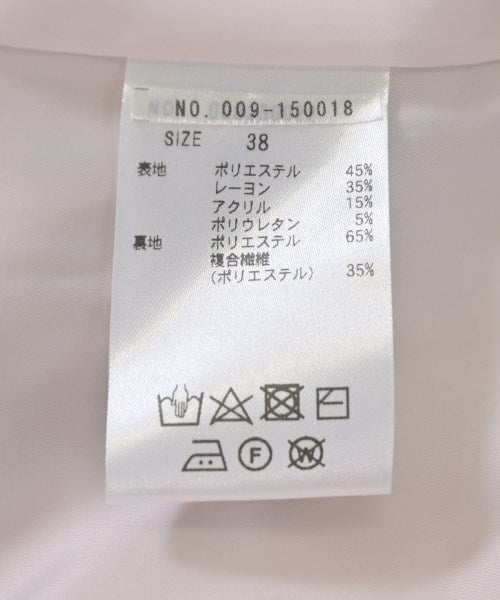 NO.0009-150018
SIZE 38
表地 ポリエステル 45%
レーヨン 35%
アクリル 15%
ポリウレタン 5%
裏地 ポリエステル 65%
複合繊維
(ポリエステル) 35%
F
W